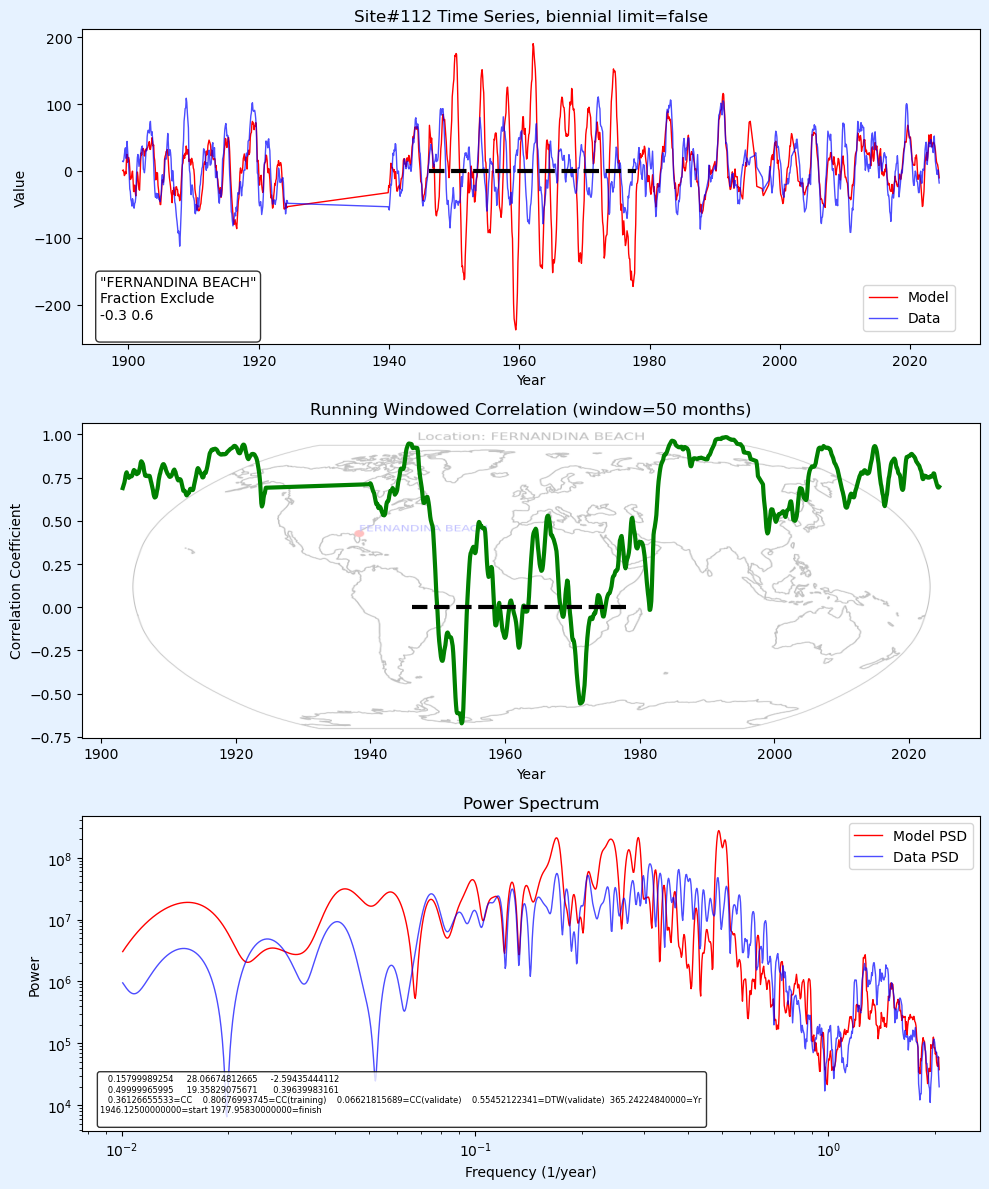 Site#112 Time Series, biennial limit=false
200
100
0
−100
−200
Value
"FERNANDINA BEACH"
Fraction Exclude
-0.3 0.6
Model
Data
1900 1920 1940 1960 1980 2000 2020
Year
Running Windowed Correlation (window=50 months)
Location: FERNANDINA BEACH
FERNANDINA BEACH
1.00
0.75
0.50
0.25
0.00
−0.25
−0.50
−0.75
Correlation Coefficient
1900 1920 1940 1960 1980 2000 2020
Year
Power Spectrum
Model PSD
Data PSD
10^8
10^7
10^6
10^5
10^4
Power
0.15799989254 28.06674812665 -2.59435444112
0.49999965995 19.35829075671 0.39639983161
0.36126655533=CC 0.80676993745=CC(training) 0.06621815689=CC(validate) 0.55452122341=DTW(validate) 365.24224840000=Yr
1946.12500000000=start 1977.95830000000=finish
10^−2 10^−1 10^0
Frequency (1/year)